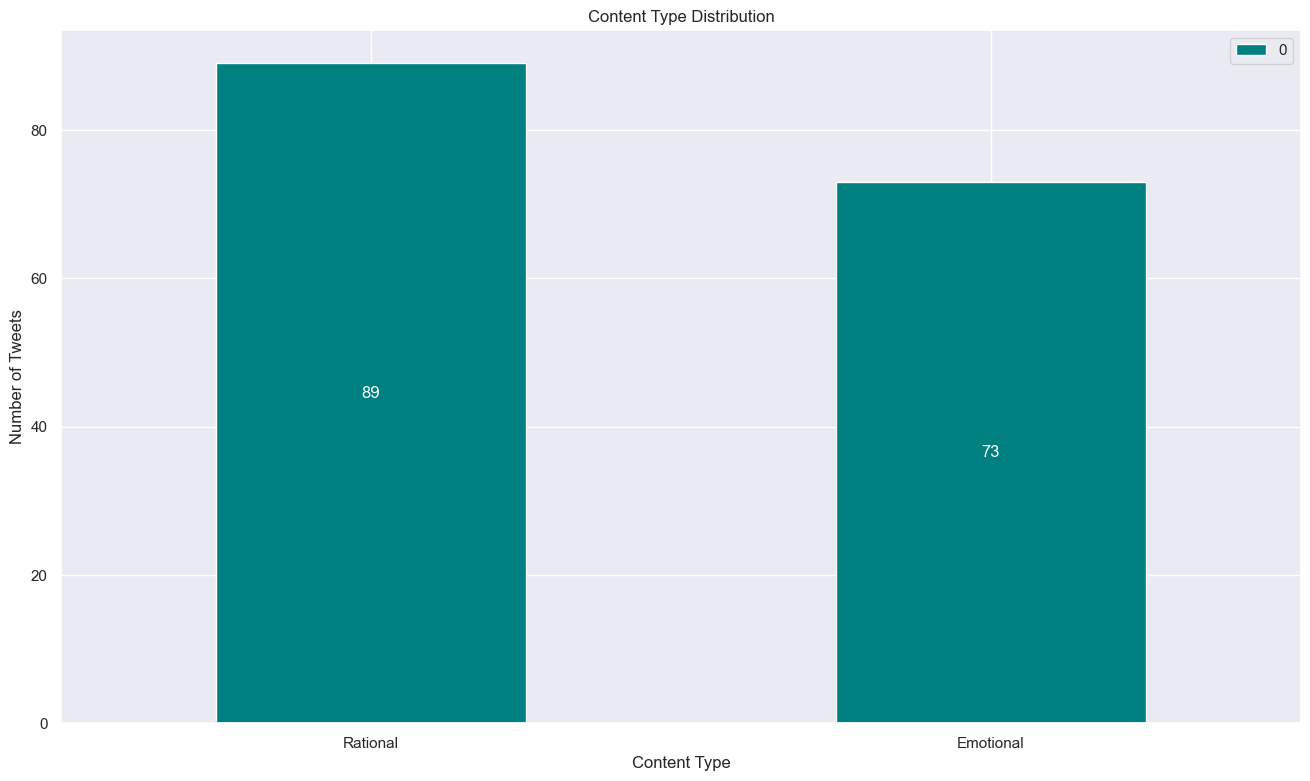 Content Type Distribution
0
80
60
40
20
0
Number of Tweets
89
73
Rational
Emotional
Content Type